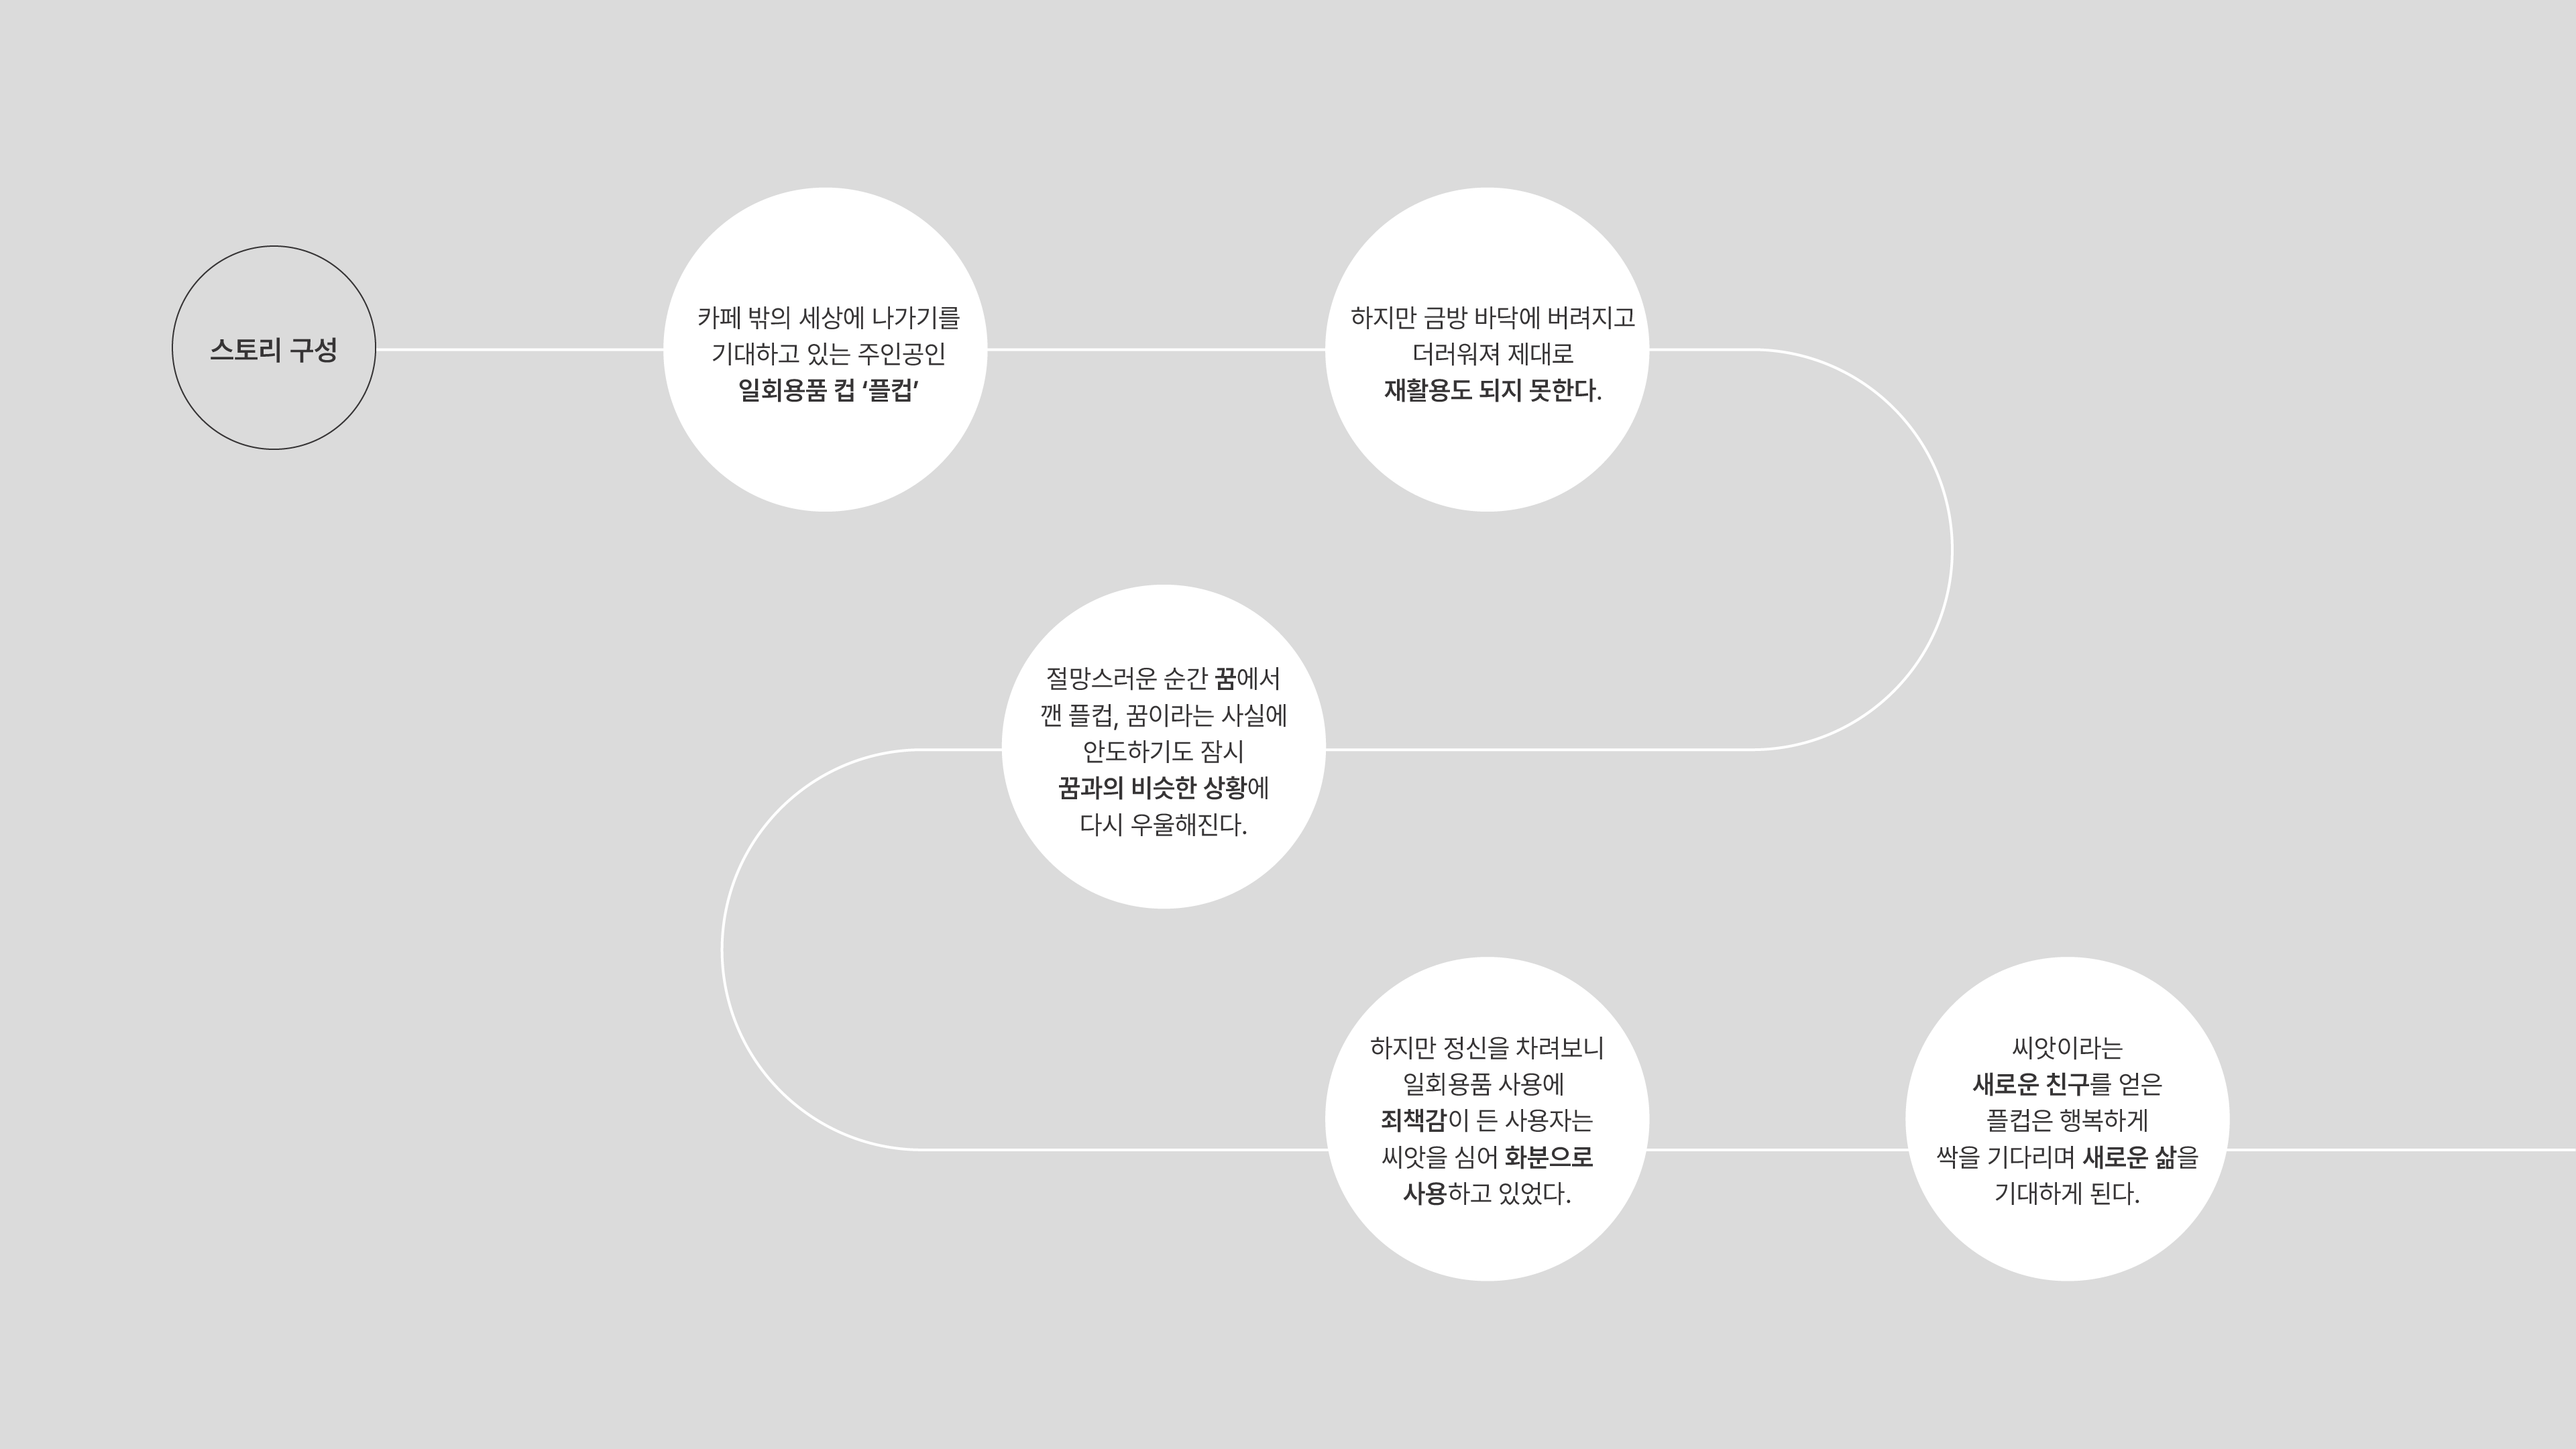 스토리 구성
카페 밖의 세상에 나가기를
기대하고 있는 주인공인
일회용품 컵 ‘플컵’
하지만 금방 바닥에 버려지고
더러워져 제대로
재활용도 되지 못한다.
절망스러운 순간 꿈에서
깬 플컵, 꿈이라는 사실에
안도하기도 잠시
꿈과의 비슷한 상황에
다시 우울해진다.
하지만 정신을 차려보니
일회용품 사용에
죄책감이 든 사용자는
씨앗을 심어 화분으로
사용하고 있었다.
씨앗이라는
새로운 친구를 얻은
플컵은 행복하게
싹을 기다리며 새로운 삶을
기대하게 된다.